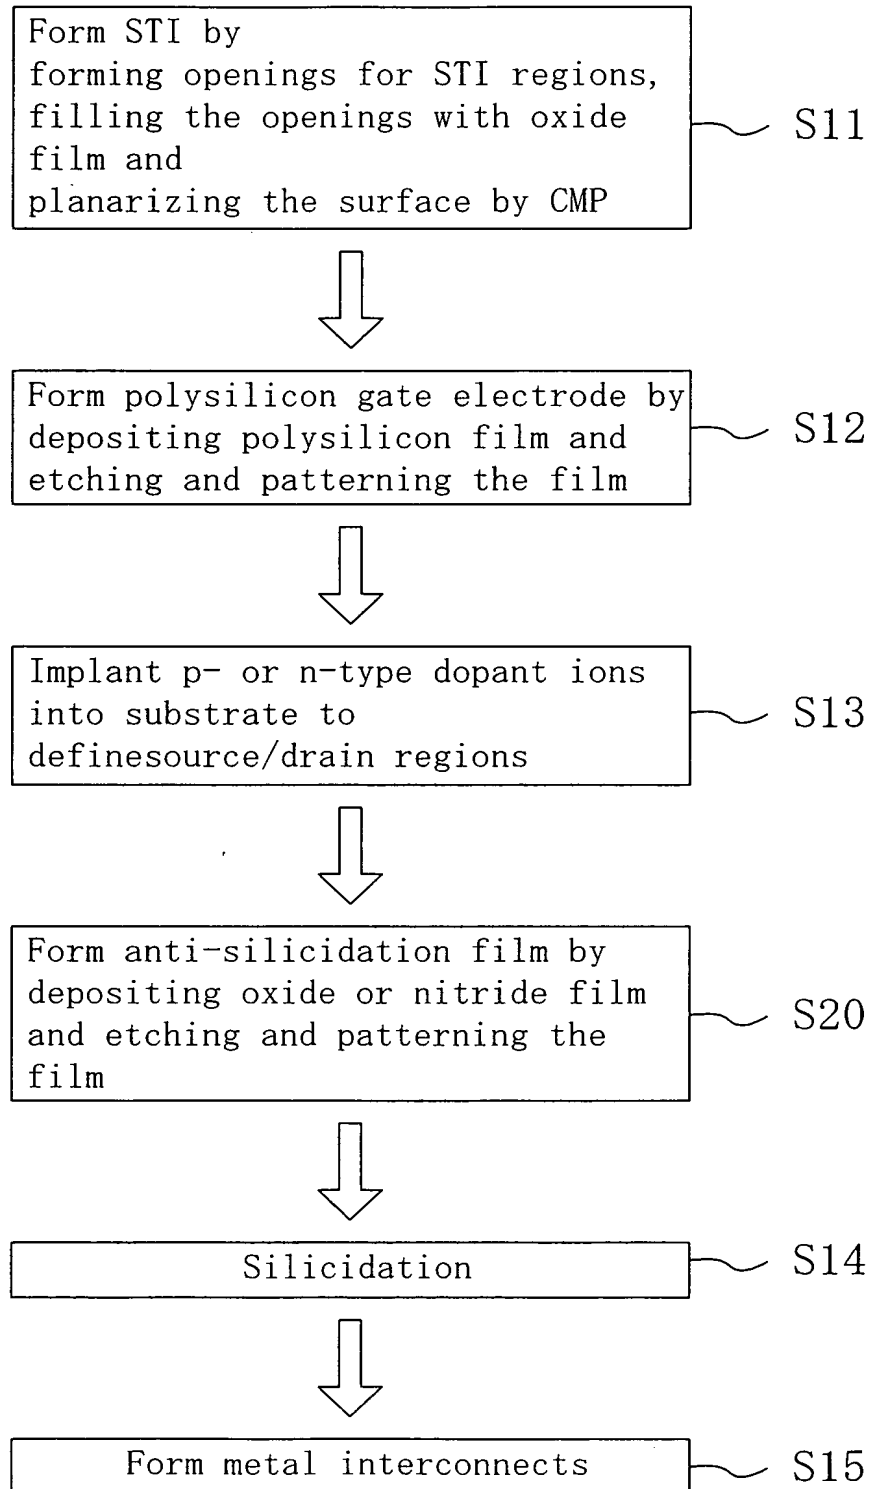 Form STI by
forming openings for STI regions,
filling the openings with oxide
film and
planarizing the surface by CMP
S11
Form polysilicon gate electrode by
depositing polysilicon film and
etching and patterning the film
S12
Implant p- or n-type dopant ions
into substrate to
definesource/drain regions
S13
Form anti-silicidation film by
depositing oxide or nitride film
and etching and patterning the
film
S20
Silicidation
S14
Form metal interconnects
S15